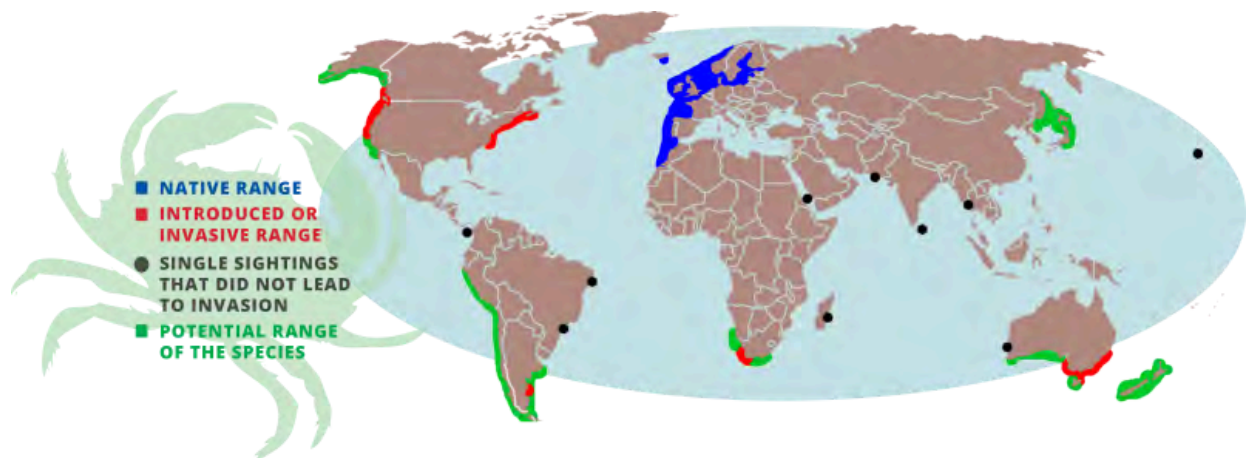 NATIVE RANGE
INTRODUCED OR
INVASIVE RANGE
SINGLE SIGHTINGS
THAT DID NOT LEAD
TO INVASION
POTENTIAL RANGE
OF THE SPECIES